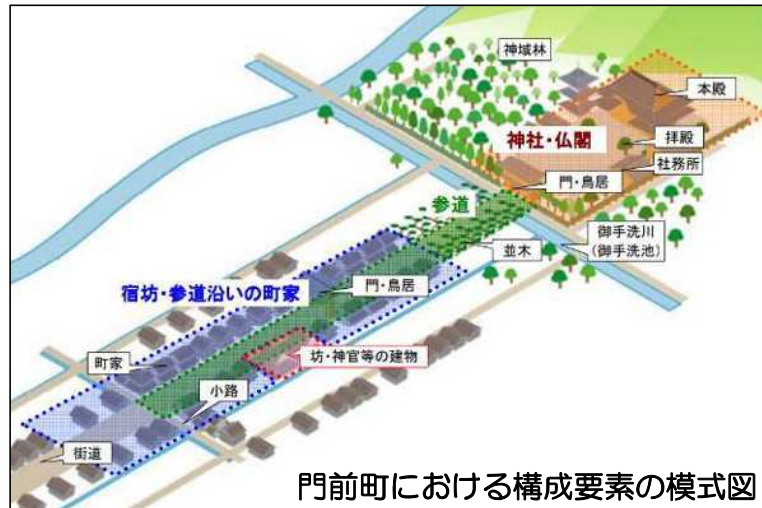 神域林
本殿
神社・仏閣
拝殿
社務所
門・鳥居
参道
御手洗川
(御手洗池)
並木
宿坊・参道沿いの町家
門・鳥居
町家
坊・神官等の建物
小路
街道
門前町における構成要素の模式図